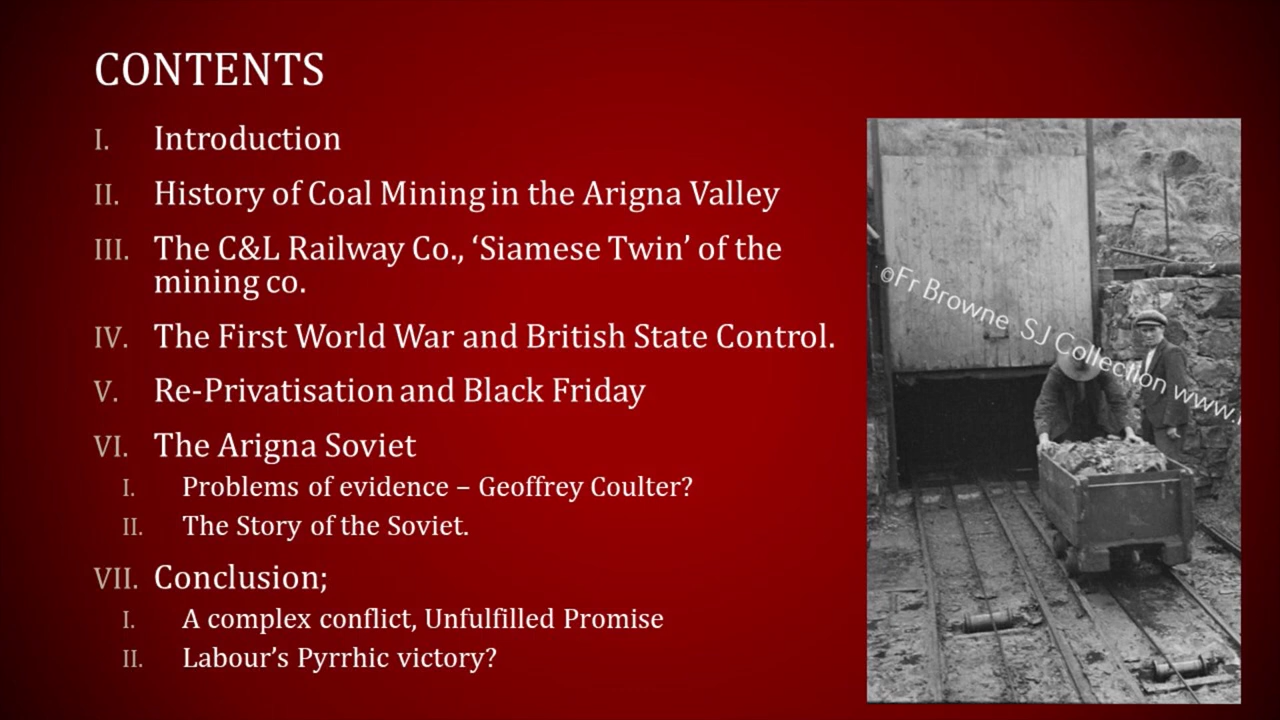 CONTENTS
I. Introduction
II. History of Coal Mining in the Arigna Valley
III. The C&L Railway Co., ‘Siamese Twin’ of the
mining co.
IV. The First World War and British State Control.
V. Re-Privatisation and Black Friday
VI. The Arigna Soviet
I. Problems of evidence – Geoffrey Coulter?
II. The Story of the Soviet.
VII. Conclusion;
I. A complex conflict, Unfulfilled Promise
II. Labour’s Pyrrhic victory?
©Fr Browne SJ Collection www.